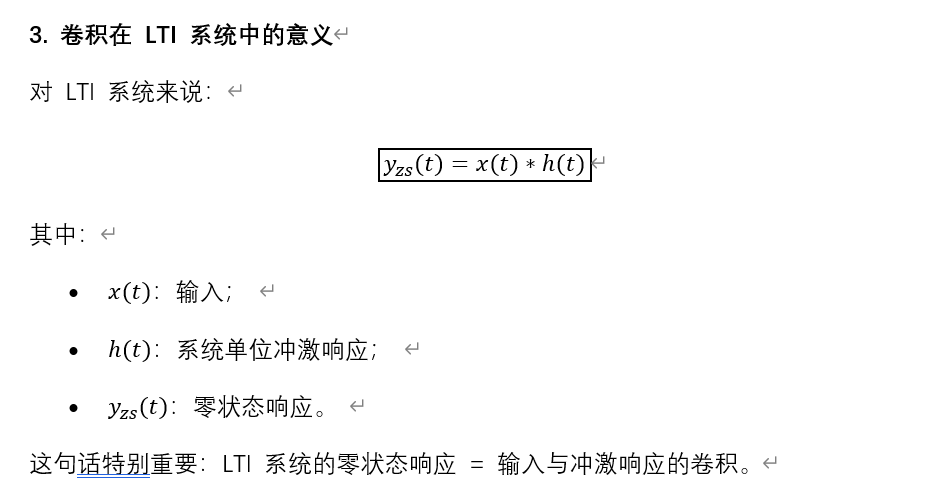 3. 卷积在 LTI 系统中的意义↵
对 LTI 系统来说：↵
y_{zs}(t) = x(t) * h(t)↵
其中：↵
• x(t)：输入；↵
• h(t)：系统单位冲激响应；↵
• y_{zs}(t)：零状态响应。↵
这句话特别重要：LTI 系统的零状态响应 = 输入与冲激响应的卷积。↵